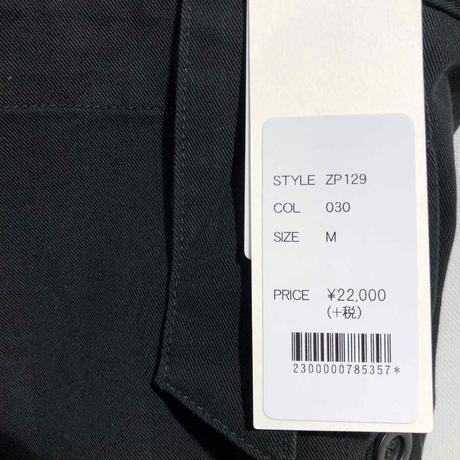 STYLE ZP129
COL 030
SIZE M
PRICE ¥22,000
(+税)
2300000785357*